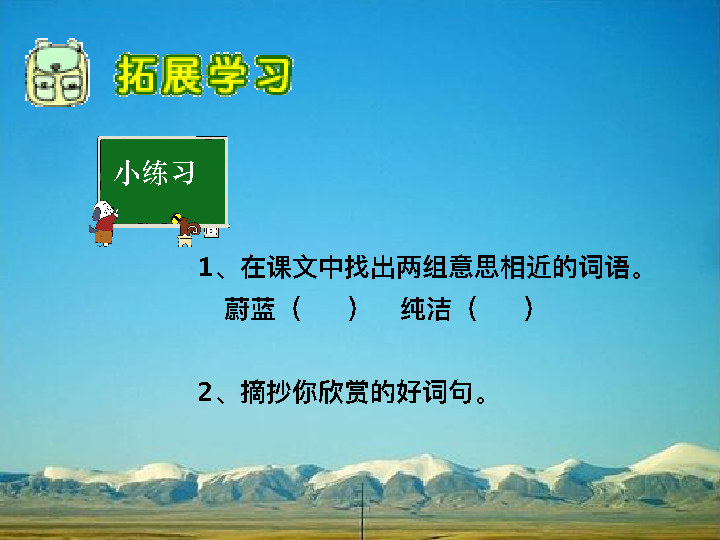 拓展学习
小练习
1、在课文中找出两组意思相近的词语。
蔚蓝（　　） 纯洁（　　）
2、摘抄你欣赏的好词句。